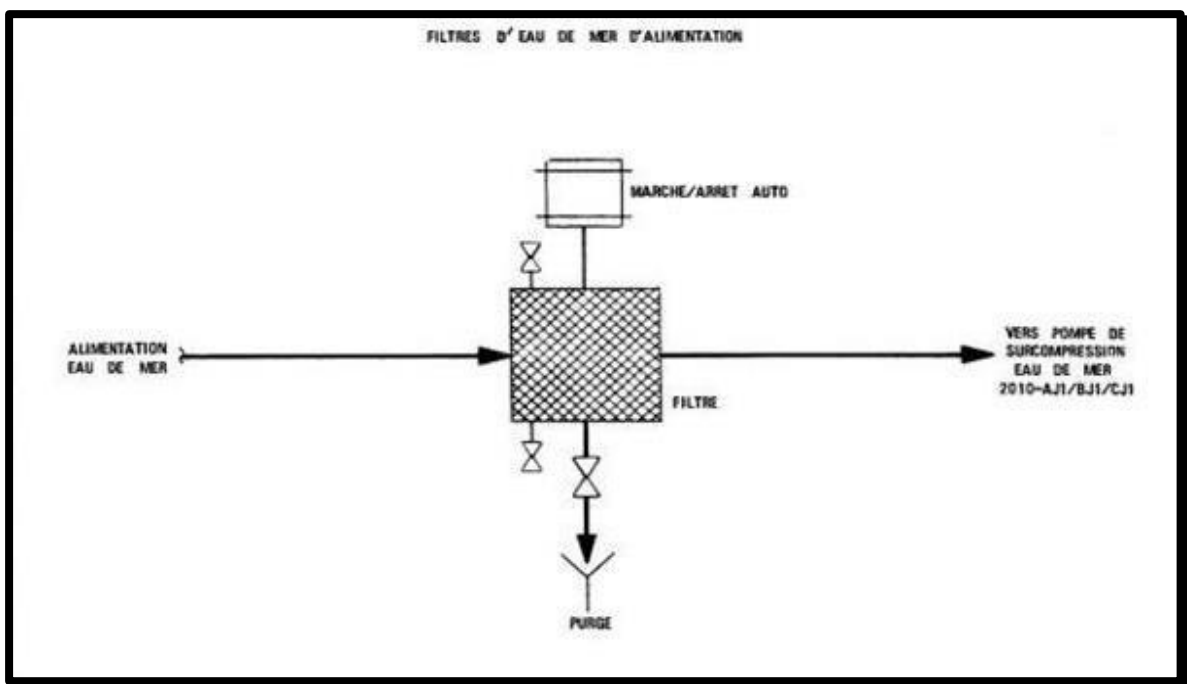 FILTRES D'EAU DE MER D'ALIMENTATION
MARCHE/ARRET AUTO
ALIMENTATION
EAU DE MER
VERS POMPE DE
SURCOMPRESSION
EAU DE MER
2010-AJ1/BJ1/CJ1
FILTRE
PURGE